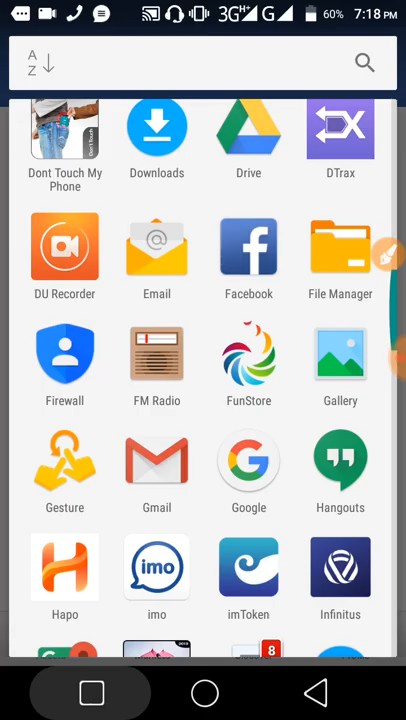 3G H+ G 60% 7:18 PM
A
Z
Dont Touch My
Phone
Downloads
Drive
DTrax
DU Recorder
Email
Facebook
File Manager
Firewall
FM Radio
FunStore
Gallery
Gesture
Gmail
Google
Hangouts
imo
Hapo
imo
imToken
Infinitus
8